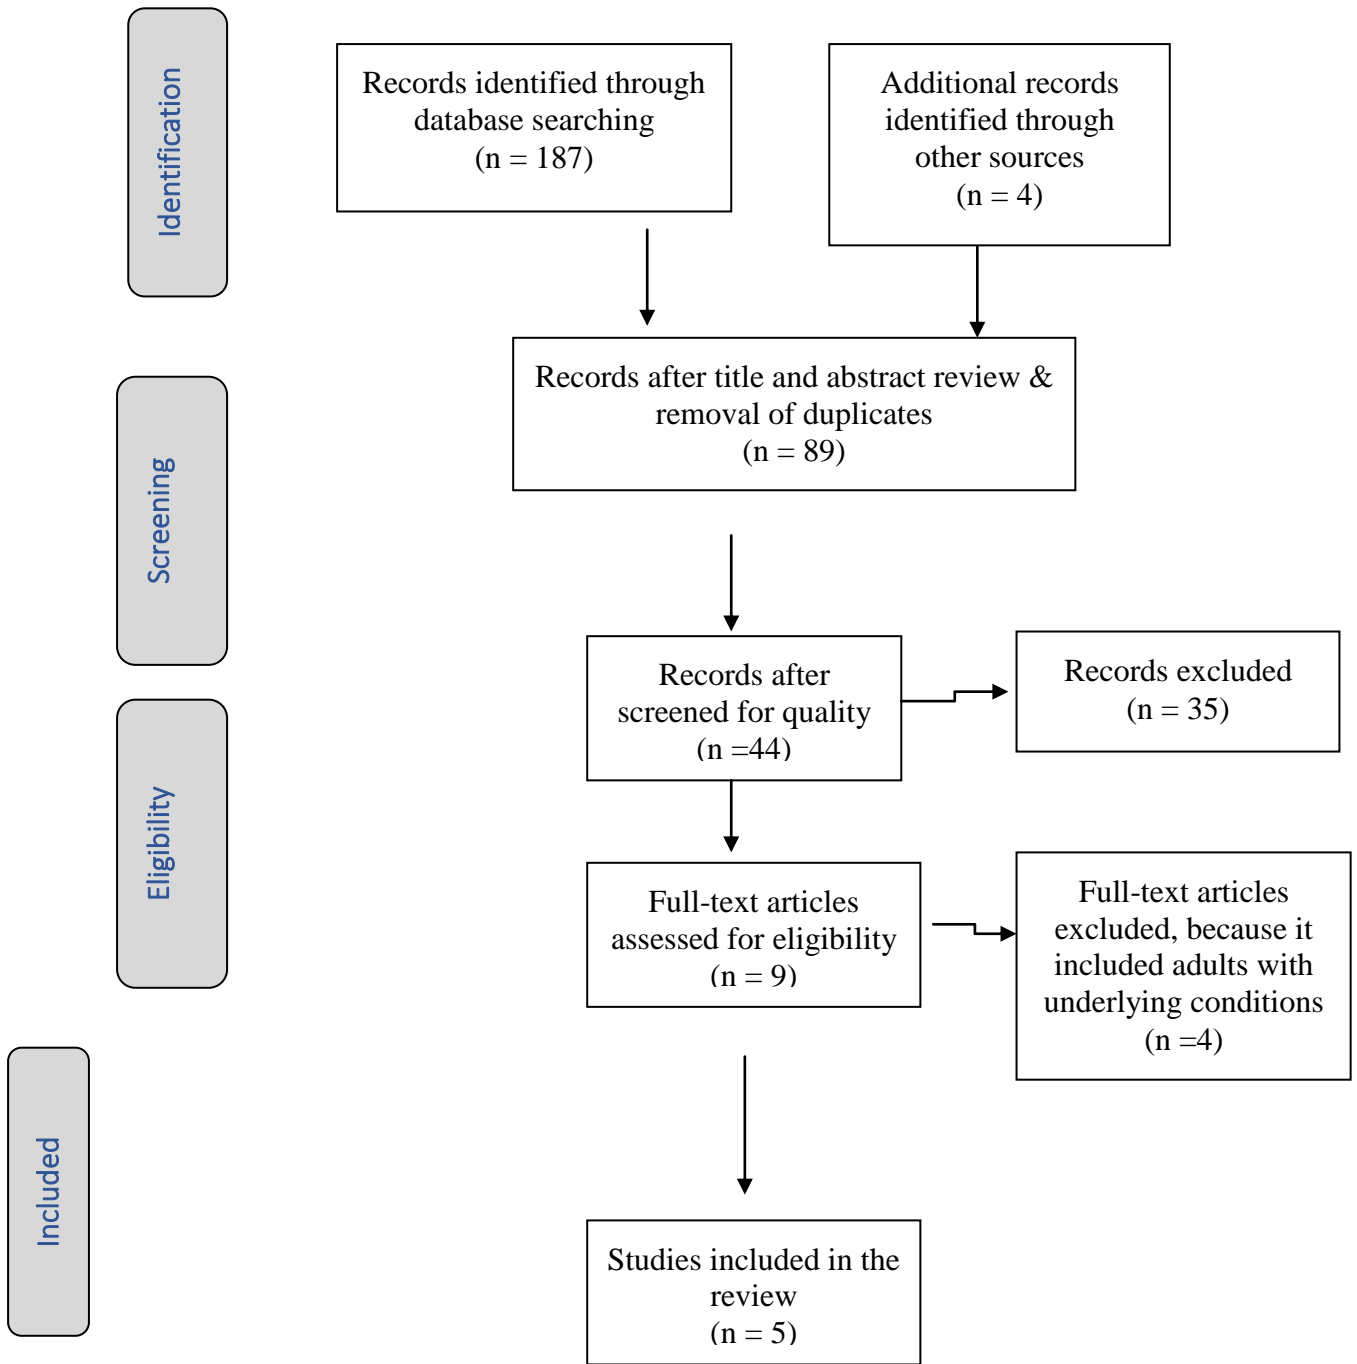 Identification
Records identified through
database searching
(n = 187)
Additional records
identified through
other sources
(n = 4)
Screening
Records after title and abstract review &
removal of duplicates
(n = 89)
Records after
screened for quality
(n =44)
Records excluded
(n = 35)
Eligibility
Full-text articles
assessed for eligibility
(n = 9)
Full-text articles
excluded, because it
included adults with
underlying conditions
(n =4)
Included
Studies included in the
review
(n = 5)